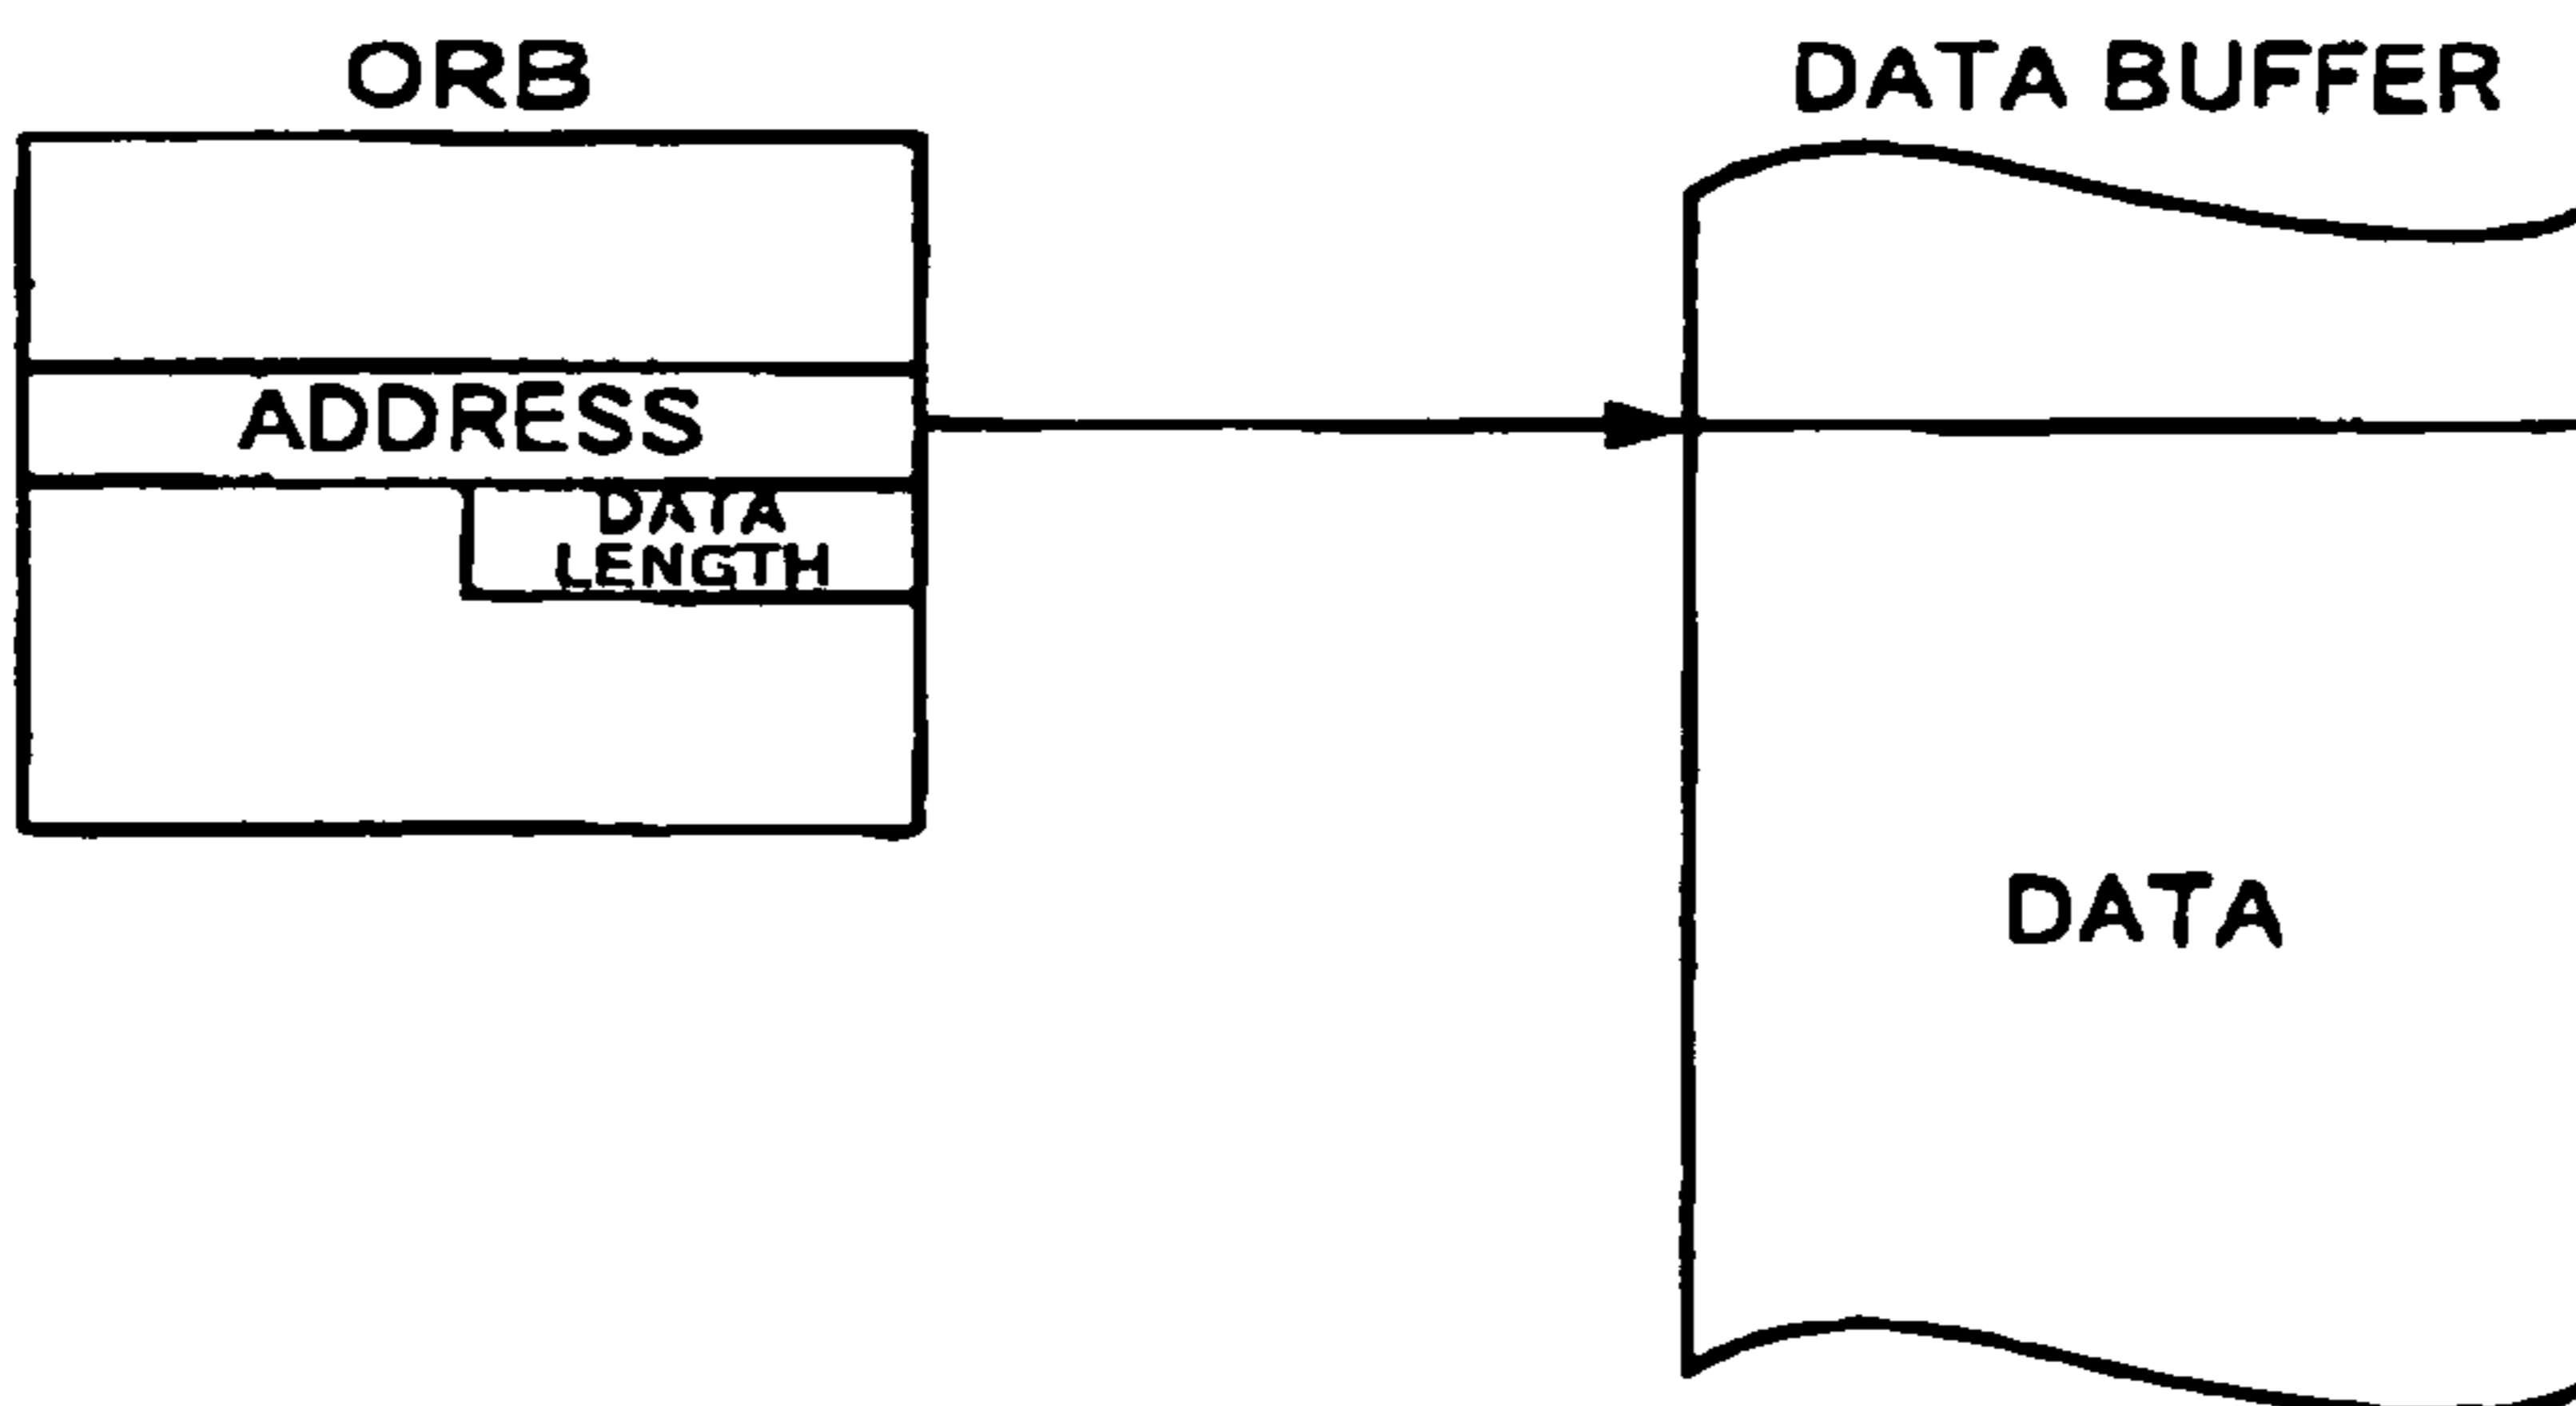 ORB
DATA BUFFER
ADDRESS
DATA
LENGTH
DATA